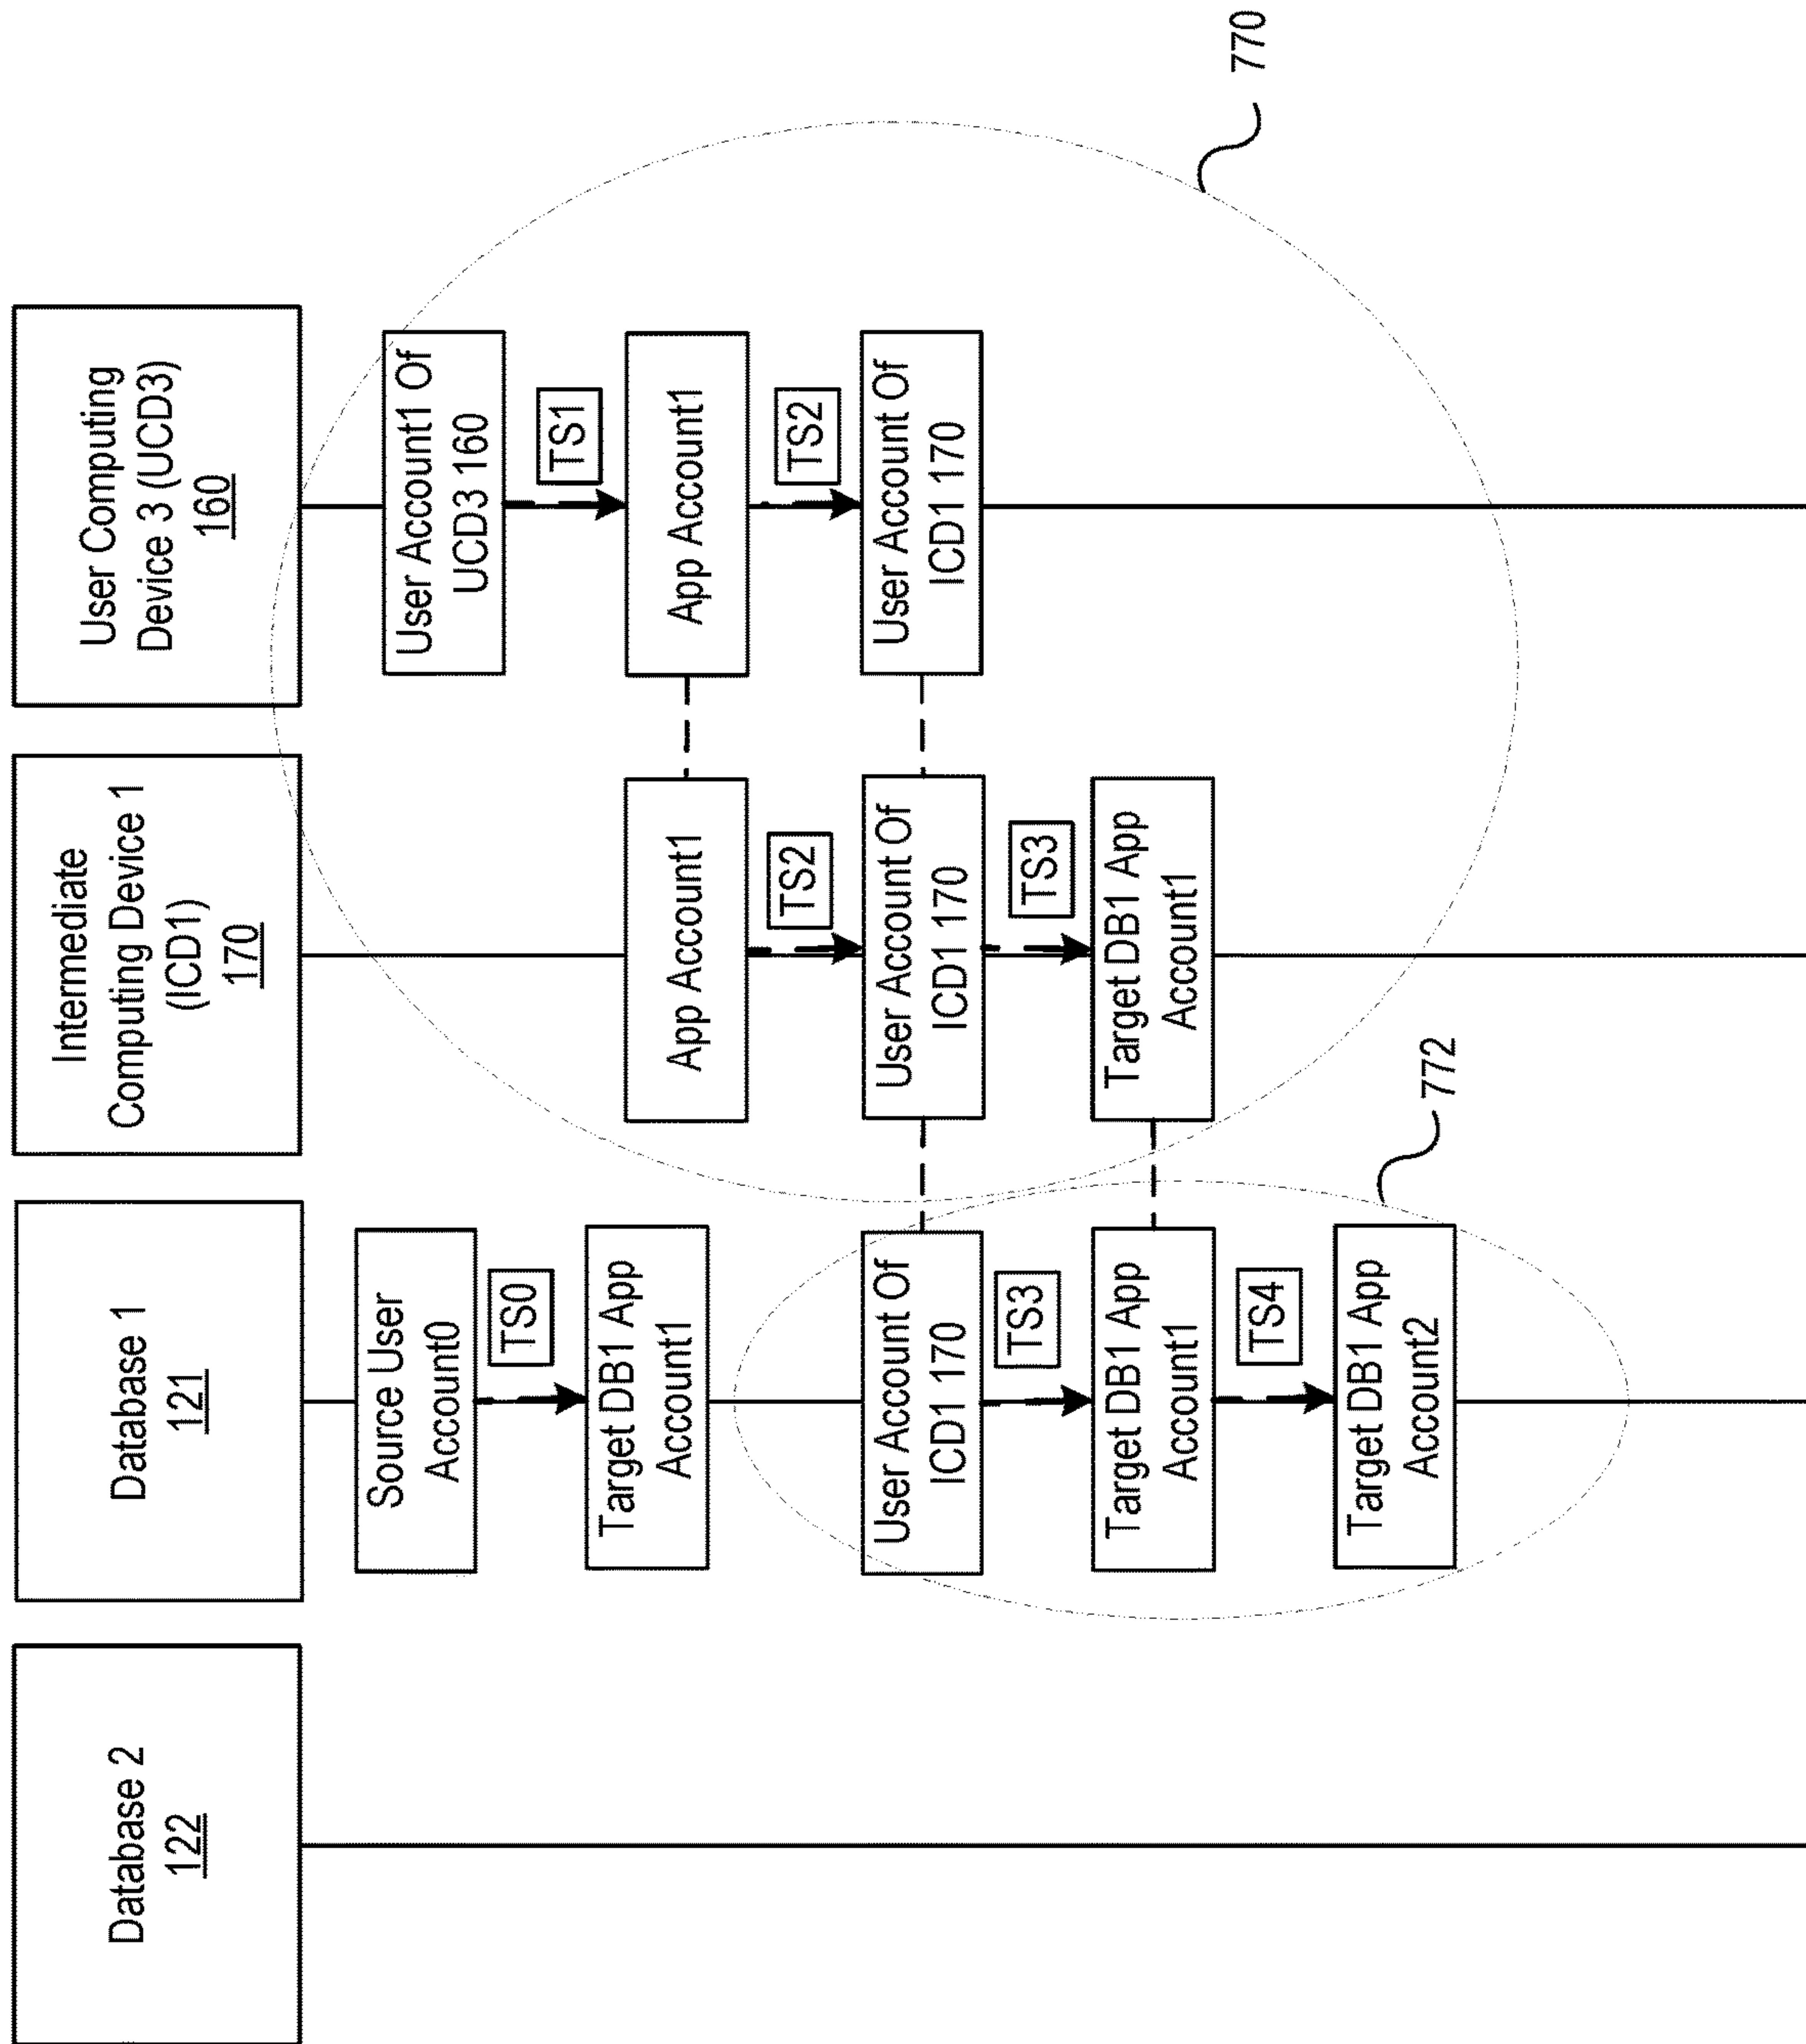 Database 2
122
Database 1
121
Intermediate
Computing Device 1
(ICD1)
170
User Computing
Device 3 (UCD3)
160
Source User
Account0
TS0
Target DB1 App
Account1
User Account Of
ICD1 170
TS3
Target DB1 App
Account1
TS4
Target DB1 App
Account2
App Account1
TS2
User Account Of
ICD1 170
TS3
Target DB1 App
Account1
User Account1 Of
UCD3 160
TS1
App Account1
TS2
User Account Of
ICD1 170
772
770